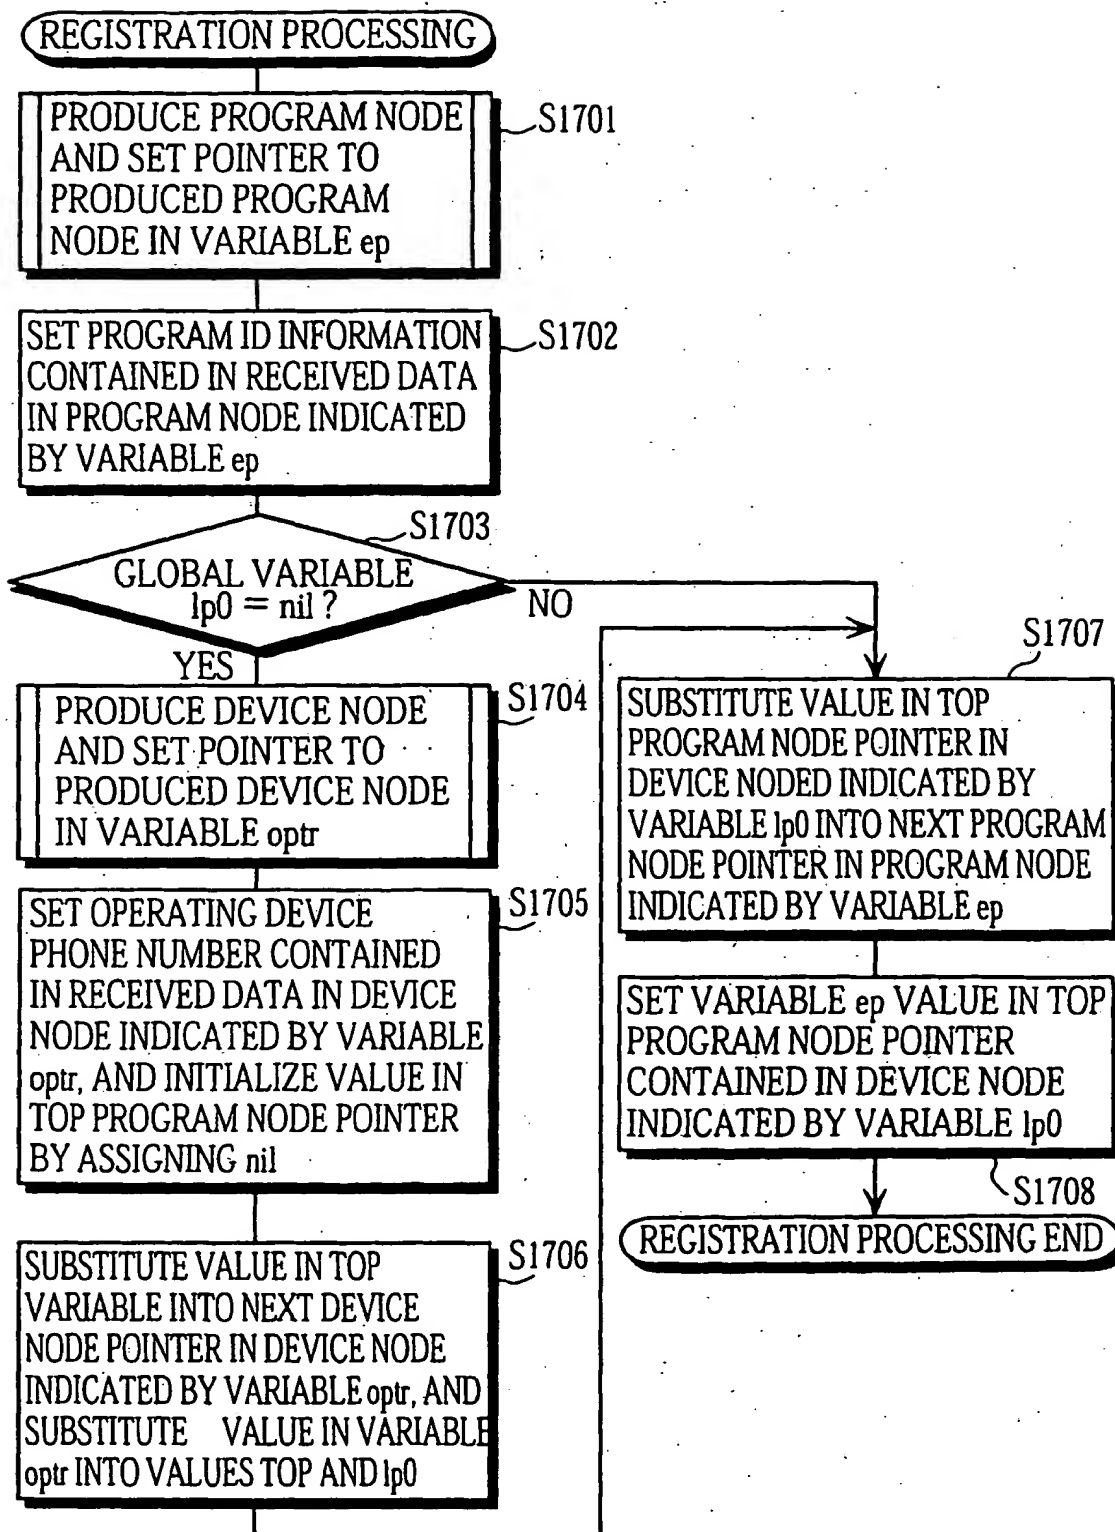 REGISTRATION PROCESSING
PRODUCE PROGRAM NODE
AND SET POINTER TO
PRODUCED PROGRAM
NODE IN VARIABLE ep
S1701
SET PROGRAM ID INFORMATION
CONTAINED IN RECEIVED DATA
IN PROGRAM NODE INDICATED
BY VARIABLE ep
S1702
S1703
GLOBAL VARIABLE
lp0 = nil ?
NO
YES
PRODUCE DEVICE NODE
AND SET POINTER TO
PRODUCED DEVICE NODE
IN VARIABLE optr
S1704
SET OPERATING DEVICE
PHONE NUMBER CONTAINED
IN RECEIVED DATA IN DEVICE
NODE INDICATED BY VARIABLE
optr, AND INITIALIZE VALUE IN
TOP PROGRAM NODE POINTER
BY ASSIGNING nil
S1705
SUBSTITUTE VALUE IN TOP
VARIABLE INTO NEXT DEVICE
NODE POINTER IN DEVICE NODE
INDICATED BY VARIABLE optr, AND
SUBSTITUTE VALUE IN VARIABLE
optr INTO VALUES TOP AND lp0
S1706
S1707
SUBSTITUTE VALUE IN TOP
PROGRAM NODE POINTER IN
DEVICE NODED INDICATED BY
VARIABLE lp0 INTO NEXT PROGRAM
NODE POINTER IN PROGRAM NODE
INDICATED BY VARIABLE ep
SET VARIABLE ep VALUE IN TOP
PROGRAM NODE POINTER
CONTAINED IN DEVICE NODE
INDICATED BY VARIABLE lp0
S1708
REGISTRATION PROCESSING END